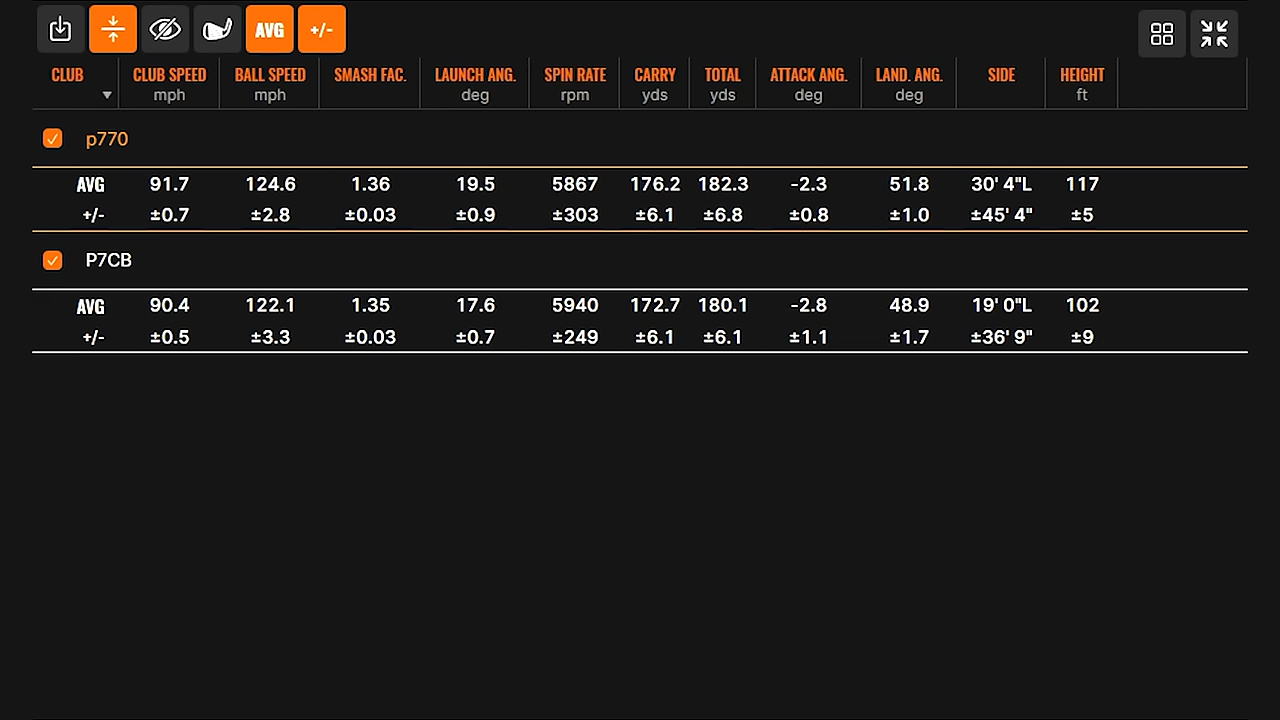 AVG +/-
CLUB CLUB SPEED BALL SPEED SMASH FAC. LAUNCH ANG. SPIN RATE CARRY TOTAL ATTACK ANG. LAND. ANG. SIDE HEIGHT
mph mph deg rpm yds yds deg deg ft
p770
AVG 91.7 124.6 1.36 19.5 5867 176.2 182.3 -2.3 51.8 30' 4"L 117
+/- ±0.7 ±2.8 ±0.03 ±0.9 ±303 ±6.1 ±6.8 ±0.8 ±1.0 ±45' 4" ±5
P7CB
AVG 90.4 122.1 1.35 17.6 5940 172.7 180.1 -2.8 48.9 19' 0"L 102
+/- ±0.5 ±3.3 ±0.03 ±0.7 ±249 ±6.1 ±6.1 ±1.1 ±1.7 ±36' 9" ±9